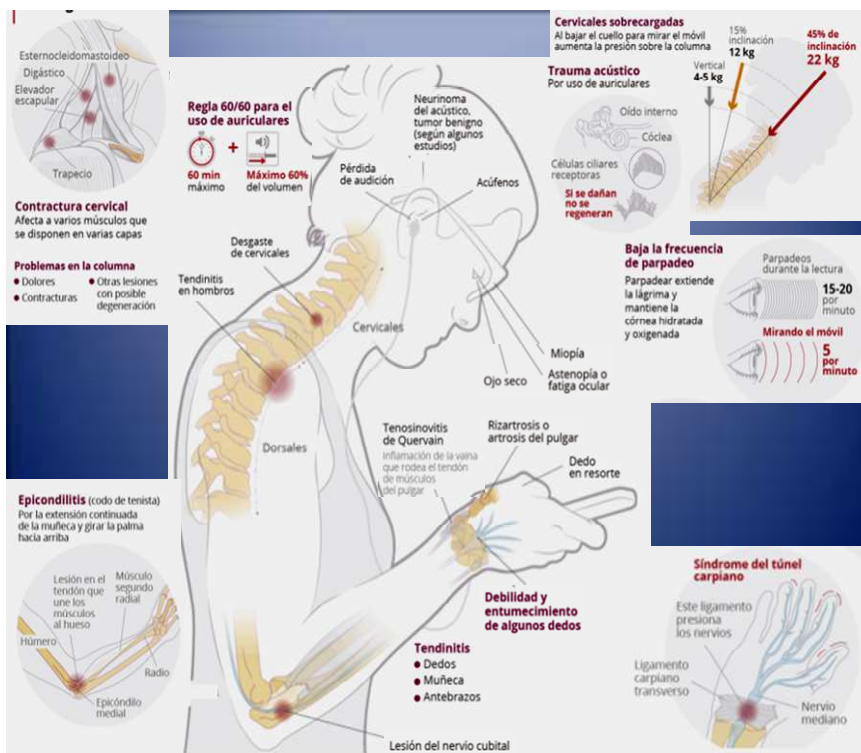 Esternocleidomastoideo
Digástico
Elevador
escapular
Trapecio
Contractura cervical
Afecta a varios músculos que
se disponen en varias capas
Problemas en la columna
Dolores
Contracturas
Otras lesiones
con posible
degeneración
Regla 60/60 para el
uso de auriculares
60 min
máximo
+
Máximo 60%
del volumen
Neurinoma
del acústico,
tumor benigno
(según algunos
estudios)
Pérdida
de audición
Acúfenos
Desgaste
de cervicales
Tendinitis
en hombros
Cervicales
Dorsales
Miopía
Astenopía o
fatiga ocular
Ojo seco
Cervicales sobrecargadas
Al bajar el cuello para mirar el móvil
aumenta la presión sobre la columna
Vertical
4-5 kg
15%
inclinación
12 kg
45% de
inclinación
22 kg
Trauma acústico
Por uso de auriculares
Oído interno
Cóclea
Células ciliares
receptoras
Si se dañan
no se
regeneran
Baja la frecuencia
de parpadeo
Parpadear extiende
la lágrima y
mantiene la
córnea hidratada
y oxigenada
Parpadeos
durante la lectura
15-20
por
minuto
Mirando el móvil
5
por
minuto
Tenosinovitis
de Quervain
Inflamación de la vaina
que rodea el tendón
de músculos
del pulgar
Rizartrosis o
artrosis del pulgar
Dedo
en resorte
Debilidad y
entumecimiento
de algunos dedos
Tendinitis
Dedos
Muñeca
Antebrazos
Lesión del nervio cubital
Epicondilitis (codo de tenista)
Por la extensión continuada
de la muñeca y girar la palma
hacia arriba
Lesión en el
tendón que
une los
músculos
al hueso
Músculo
segundo
radial
Húmero
Radio
Epicóndilo
medial
Síndrome del túnel
carpiano
Este ligamento
presiona
los nervios
Ligamento
carpiano
transverso
Nervio
mediano